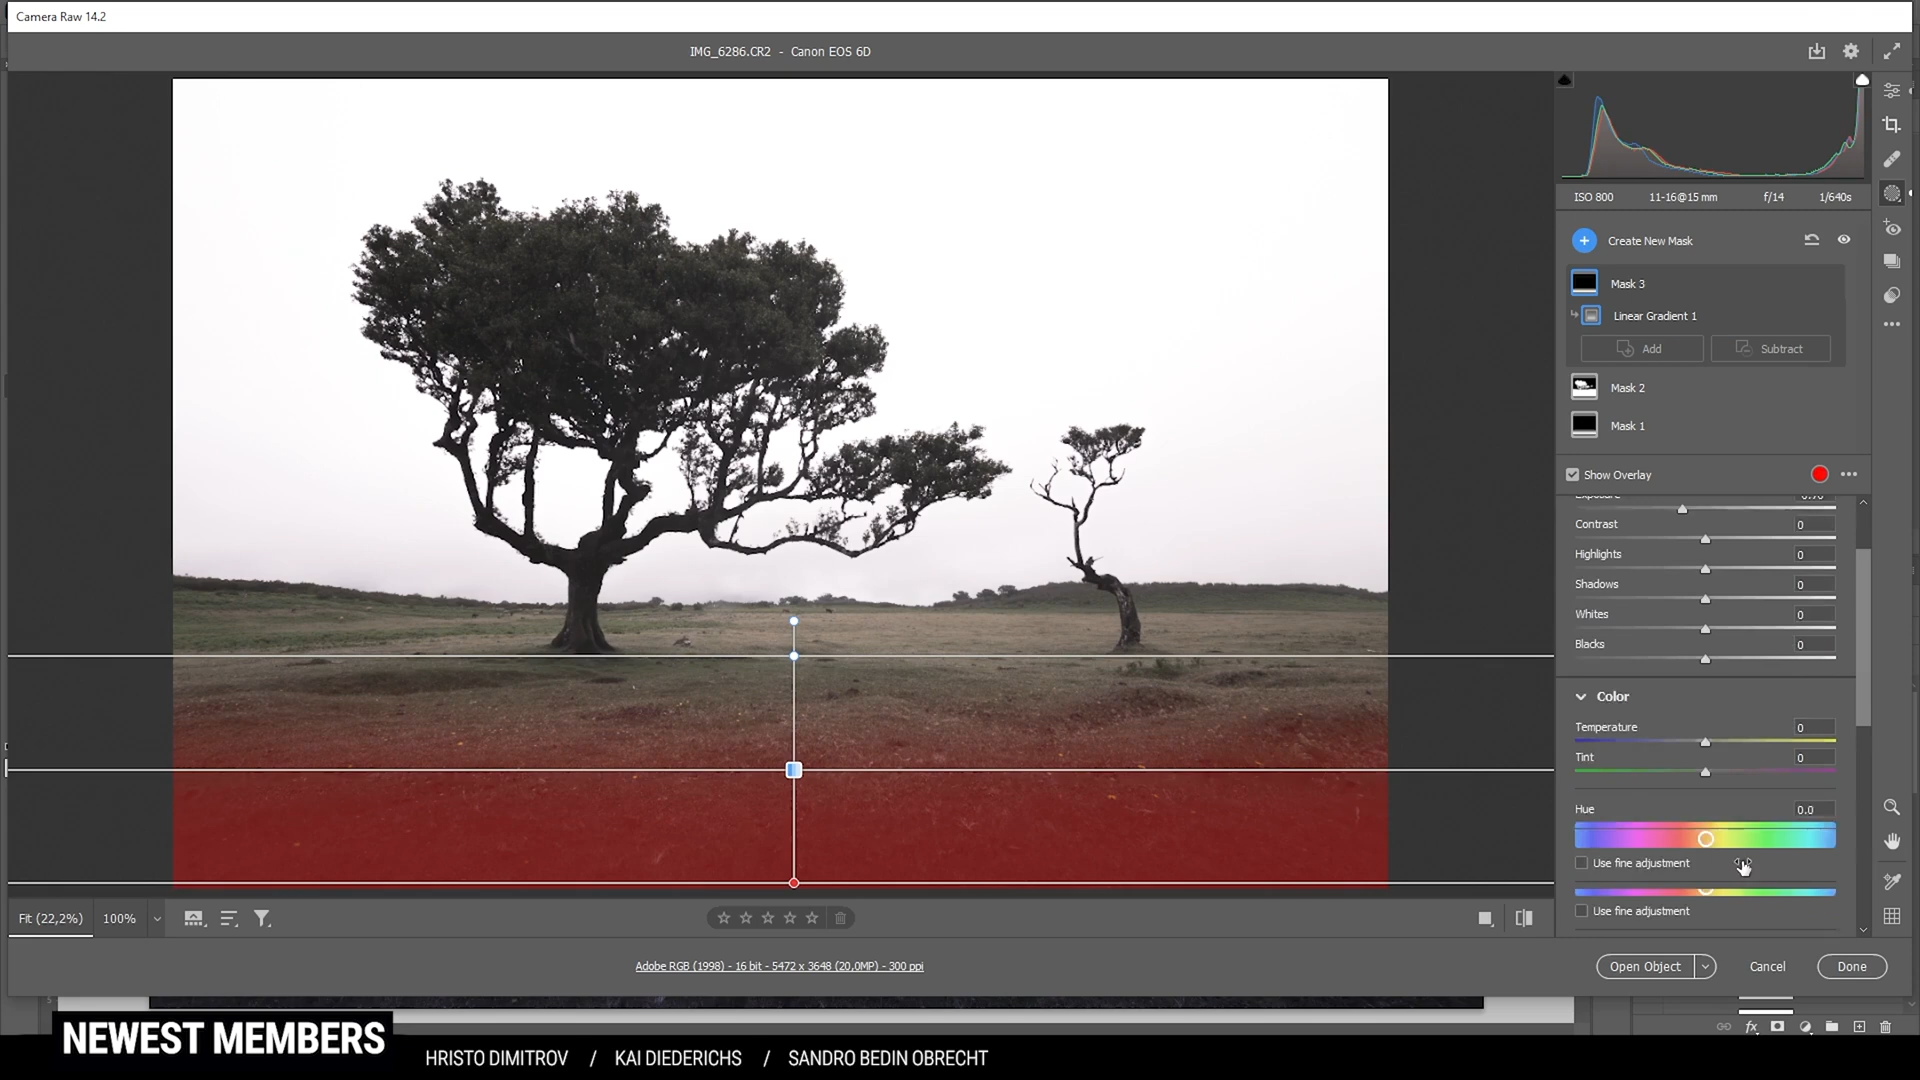 Camera Raw 14.2
IMG_6286.CR2 - Canon EOS 6D
ISO 800 11-16@15 mm f/14 1/640s
Create New Mask
Mask 3
Linear Gradient 1
Add Subtract
Mask 2
Mask 1
Show Overlay
Contrast 0
Highlights 0
Shadows 0
Whites 0
Blacks 0
Color
Temperature 0
Tint 0
Hue 0.0
Use fine adjustment
Use fine adjustment
Fit (22,2%) 100%
Adobe RGB (1998) - 16 bit - 5472 x 3648 (20,0MP) - 300 ppi
Open Object Cancel Done
fx
NEWEST MEMBERS
HRISTO DIMITROV / KAI DIEDERICHS / SANDRO BEDIN OBRECHT